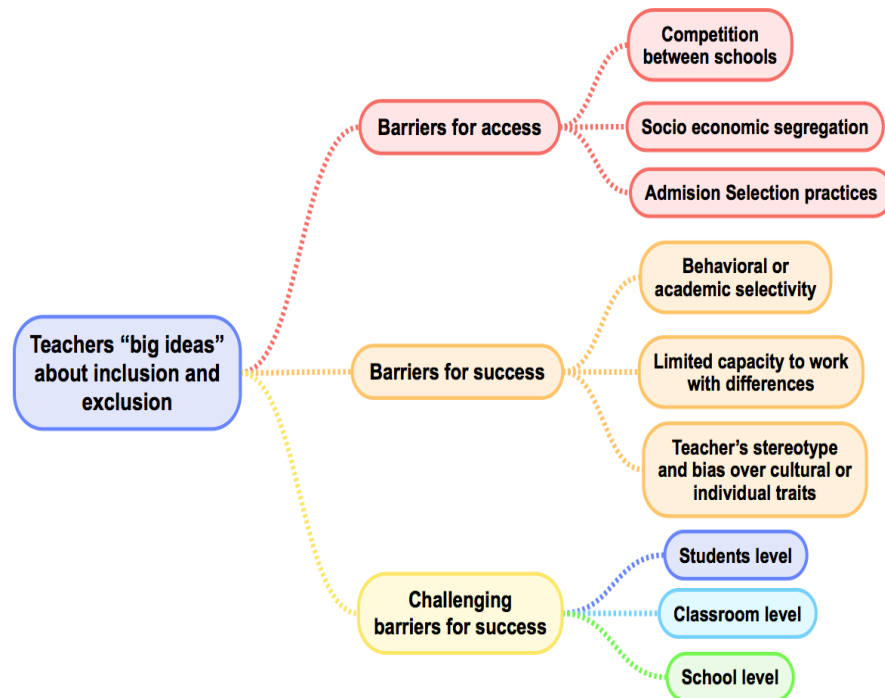 Teachers “big ideas”
about inclusion and
exclusion
Barriers for access
Competition
between schools
Socio economic segregation
Admision Selection practices
Barriers for success
Behavioral or
academic selectivity
Limited capacity to work
with differences
Teacher’s stereotype
and bias over cultural or
individual traits
Challenging
barriers for success
Students level
Classroom level
School level